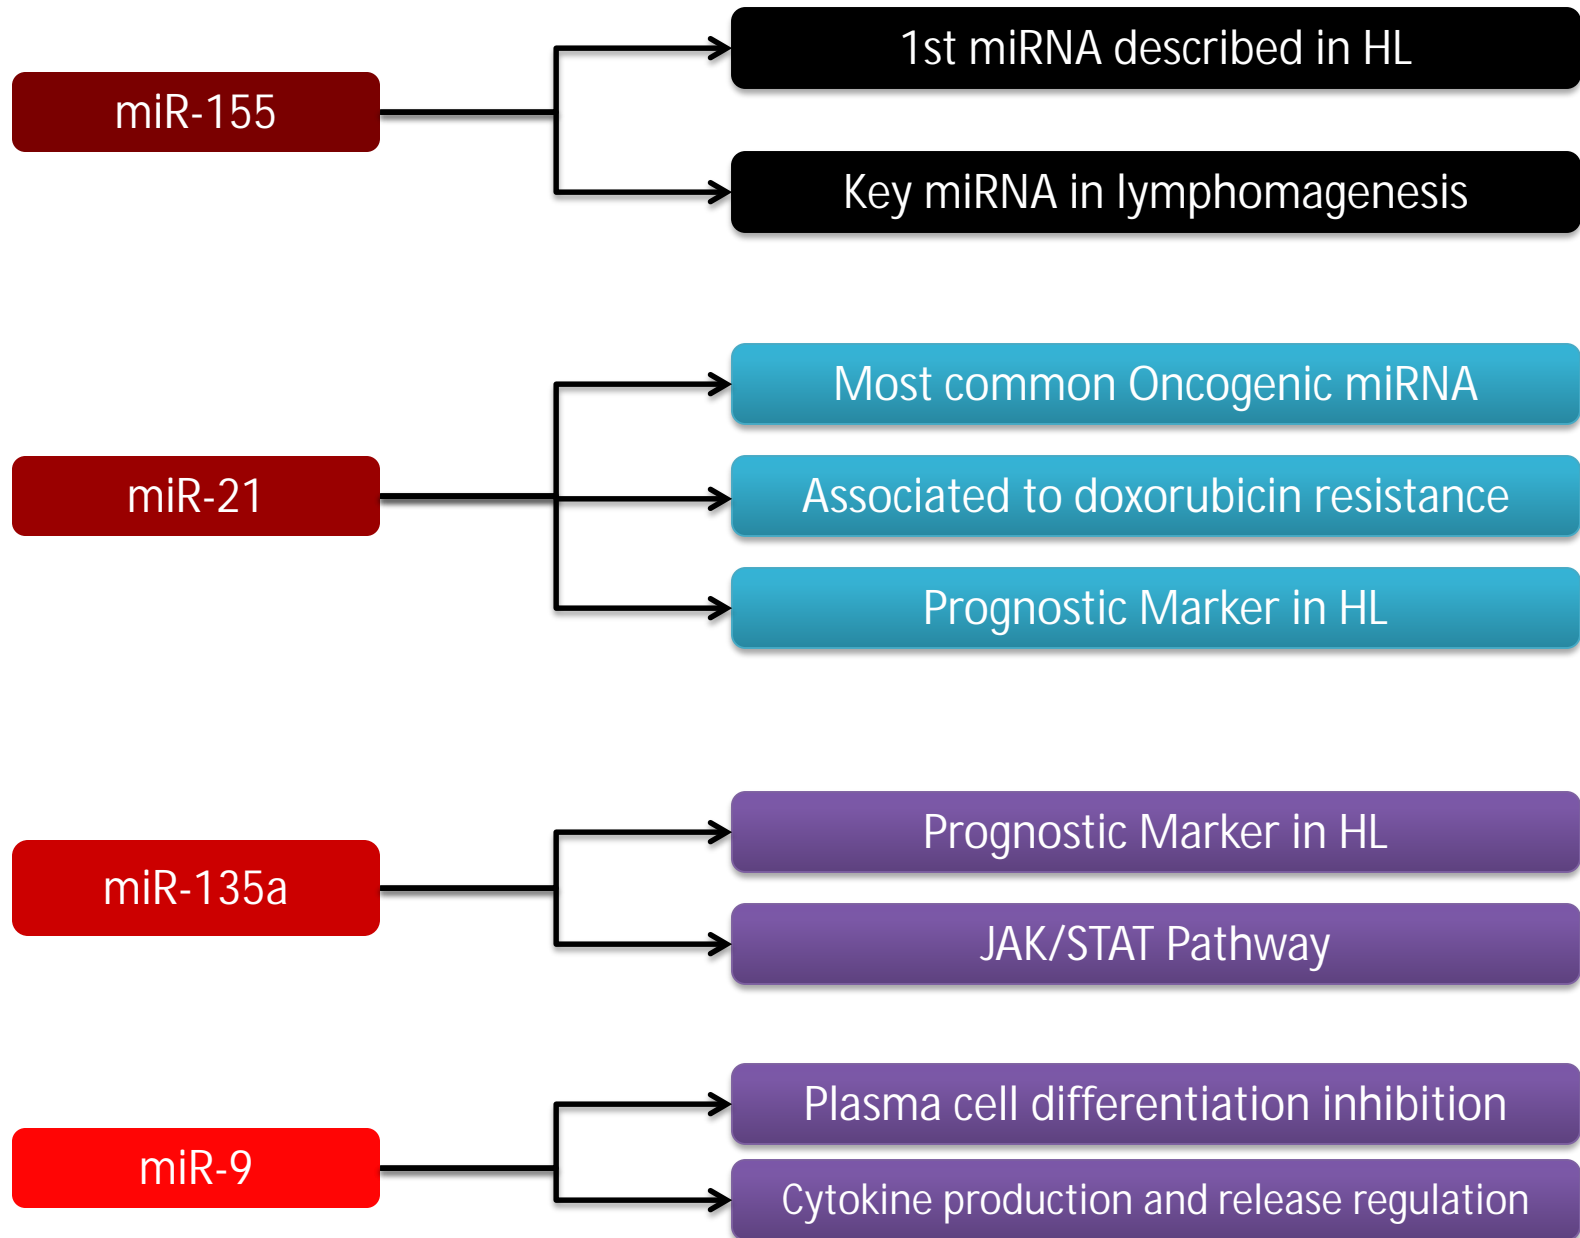 miR-155
1st miRNA described in HL
Key miRNA in lymphomagenesis
miR-21
Most common Oncogenic miRNA
Associated to doxorubicin resistance
Prognostic Marker in HL
miR-135a
Prognostic Marker in HL
JAK/STAT Pathway
miR-9
Plasma cell differentiation inhibition
Cytokine production and release regulation